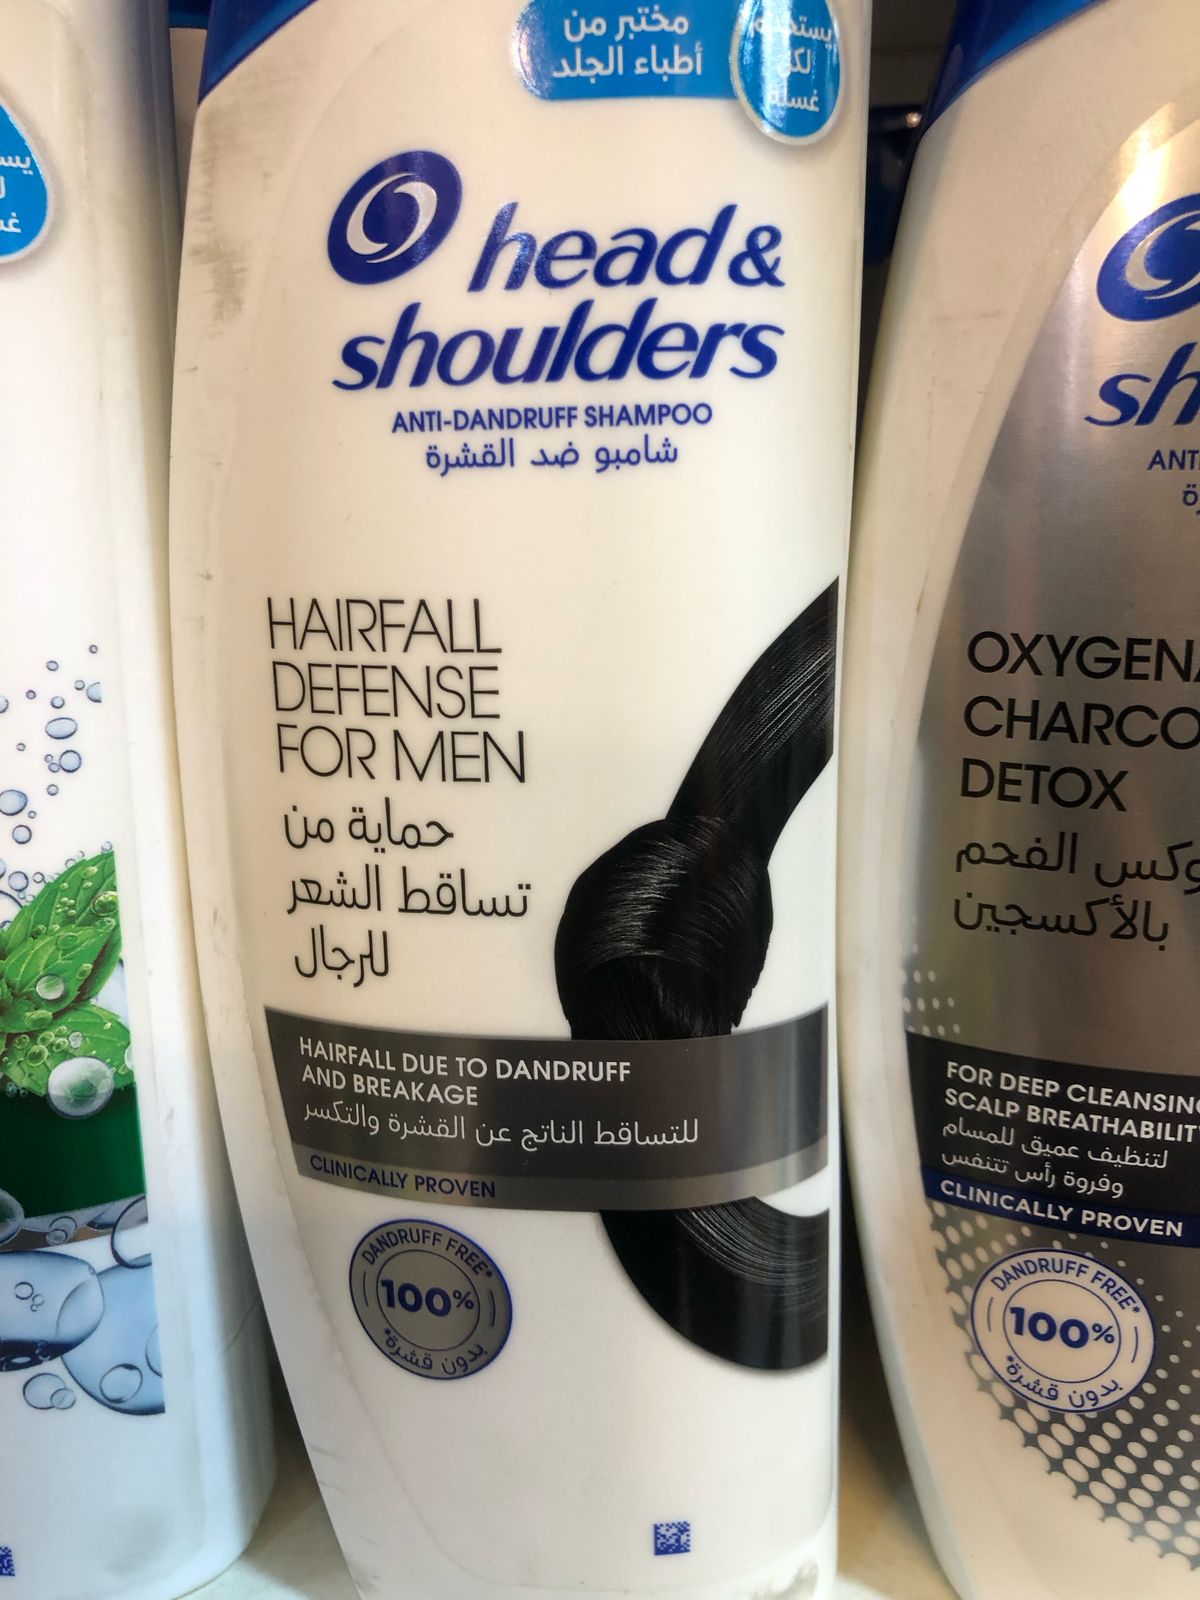 مختبر من
أطباء الجلد
يستخدم
لكل
غسلة
head &
shoulders
ANTI-DANDRUFF SHAMPOO
شامبو ضد القشرة
HAIRFALL
DEFENSE
FOR MEN
حماية من
تساقط الشعر
للرجال
HAIRFALL DUE TO DANDRUFF
AND BREAKAGE
للتساقط الناتج عن القشرة والتكسر
CLINICALLY PROVEN
DANDRUFF FREE*
100%
بدون قشرة*
DETOX
الفحم
بالأكسجين
FOR DEEP CLEANSING
SCALP
لتنظيف عميق للمسام
وفروة رأس تتنفس
CLINICALLY PROVEN
DANDRUFF FREE*
100%
بدون قشرة*